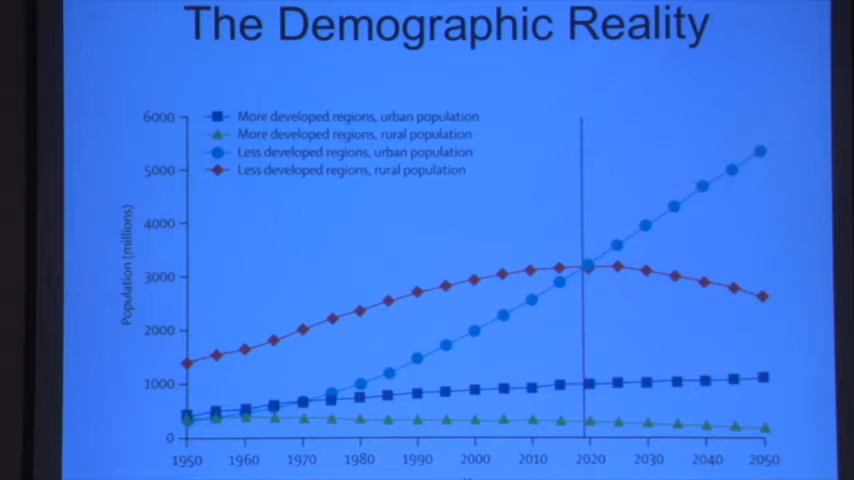 The Demographic Reality
More developed regions, urban population
More developed regions, rural population
Less developed regions, urban population
Less developed regions, rural population
Population (millions)
6000
5000
4000
3000
2000
1000
0
1950 1960 1970 1980 1990 2000 2010 2020 2030 2040 2050